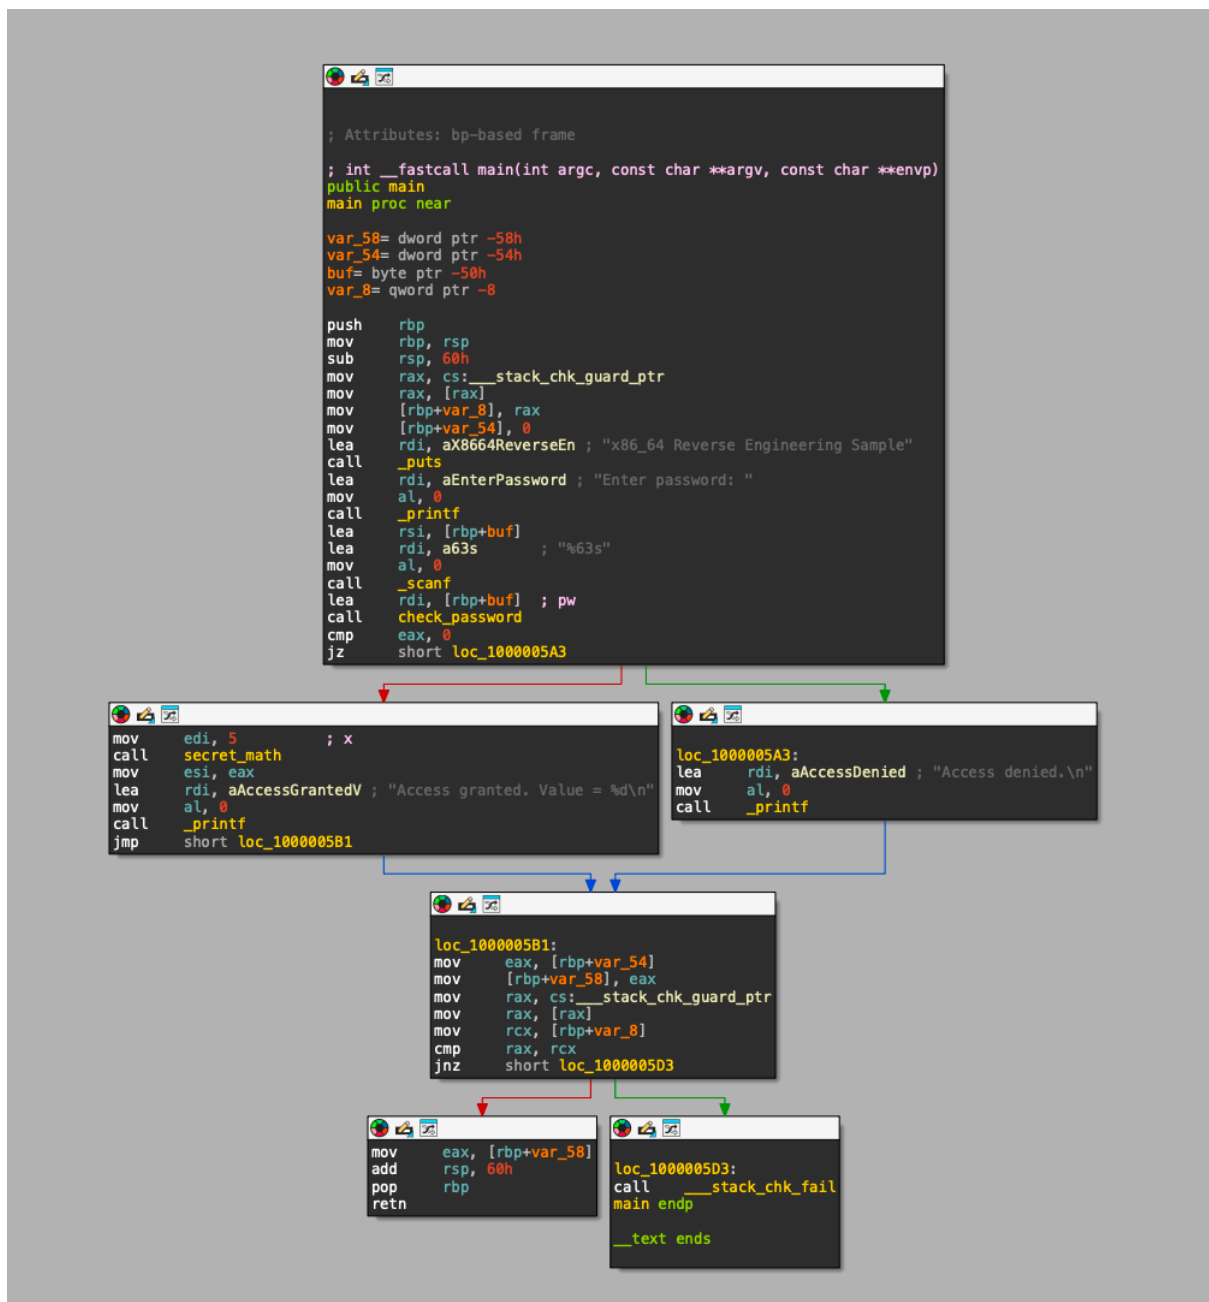 ; Attributes: bp-based frame
; int __fastcall main(int argc, const char **argv, const char **envp)
public main
main proc near
var_58= dword ptr -58h
var_54= dword ptr -54h
buf= byte ptr -50h
var_8= qword ptr -8
push rbp
mov rbp, rsp
sub rsp, 60h
mov rax, cs:___stack_chk_guard_ptr
mov rax, [rax]
mov [rbp+var_8], rax
mov [rbp+var_54], 0
lea rdi, aX8664ReverseEn ; "x86_64 Reverse Engineering Sample"
call _puts
lea rdi, aEnterPassword ; "Enter password: "
mov al, 0
call _printf
lea rsi, [rbp+buf]
lea rdi, a63s ; "%63s"
mov al, 0
call _scanf
lea rdi, [rbp+buf] ; pw
call check_password
cmp eax, 0
jz short loc_1000005A3
mov edi, 5 ; x
call secret_math
mov esi, eax
lea rdi, aAccessGrantedV ; "Access granted. Value = %d\n"
mov al, 0
call _printf
jmp short loc_1000005B1
loc_1000005A3:
lea rdi, aAccessDenied ; "Access denied.\n"
mov al, 0
call _printf
loc_1000005B1:
mov eax, [rbp+var_54]
mov [rbp+var_58], eax
mov rax, cs:___stack_chk_guard_ptr
mov rax, [rax]
mov rcx, [rbp+var_8]
cmp rax, rcx
jnz short loc_1000005D3
mov eax, [rbp+var_58]
add rsp, 60h
pop rbp
retn
loc_1000005D3:
call ___stack_chk_fail
main endp
__text ends